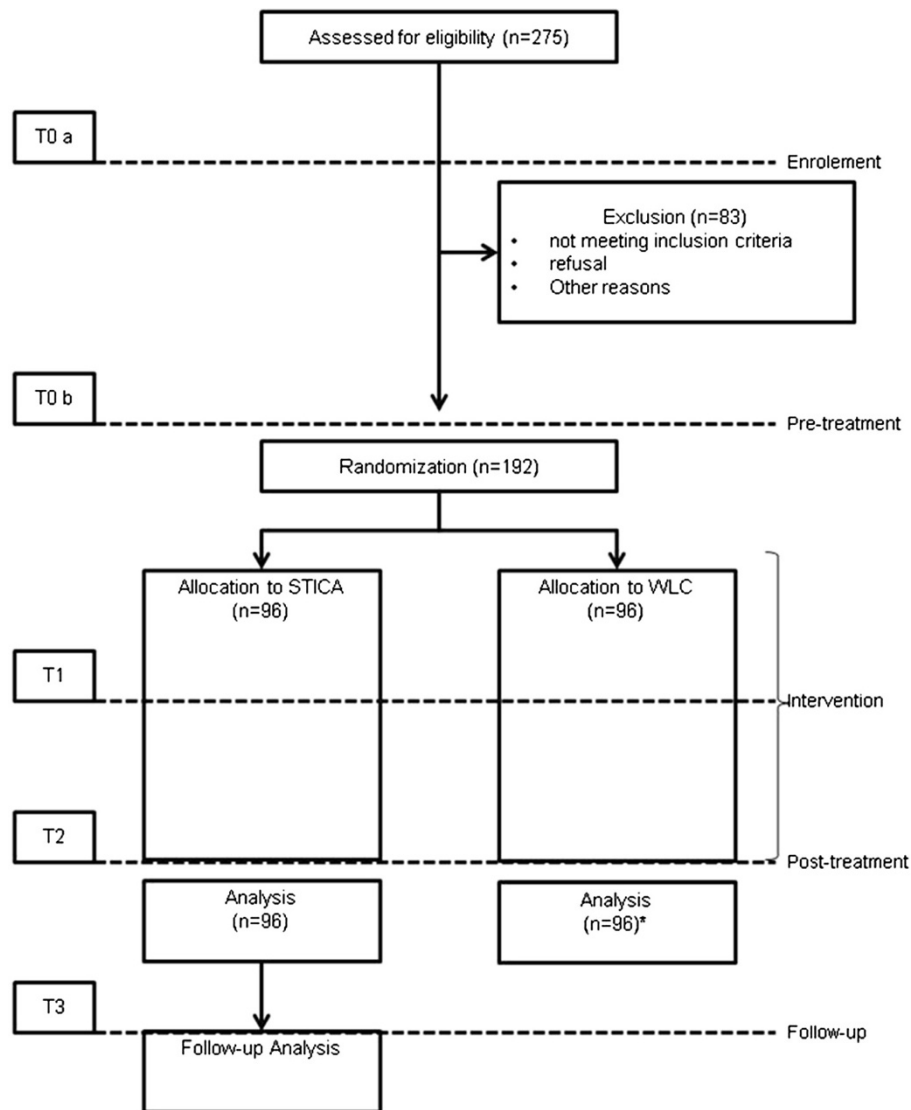 Assessed for eligibility (n=275)
T0 a
Enrolement
Exclusion (n=83)
• not meeting inclusion criteria
• refusal
• Other reasons
T0 b
Pre-treatment
Randomization (n=192)
Allocation to STICA
(n=96)
Allocation to WLC
(n=96)
T1
Intervention
T2
Post-treatment
Analysis
(n=96)
Analysis
(n=96)*
T3
Follow-up
Follow-up Analysis